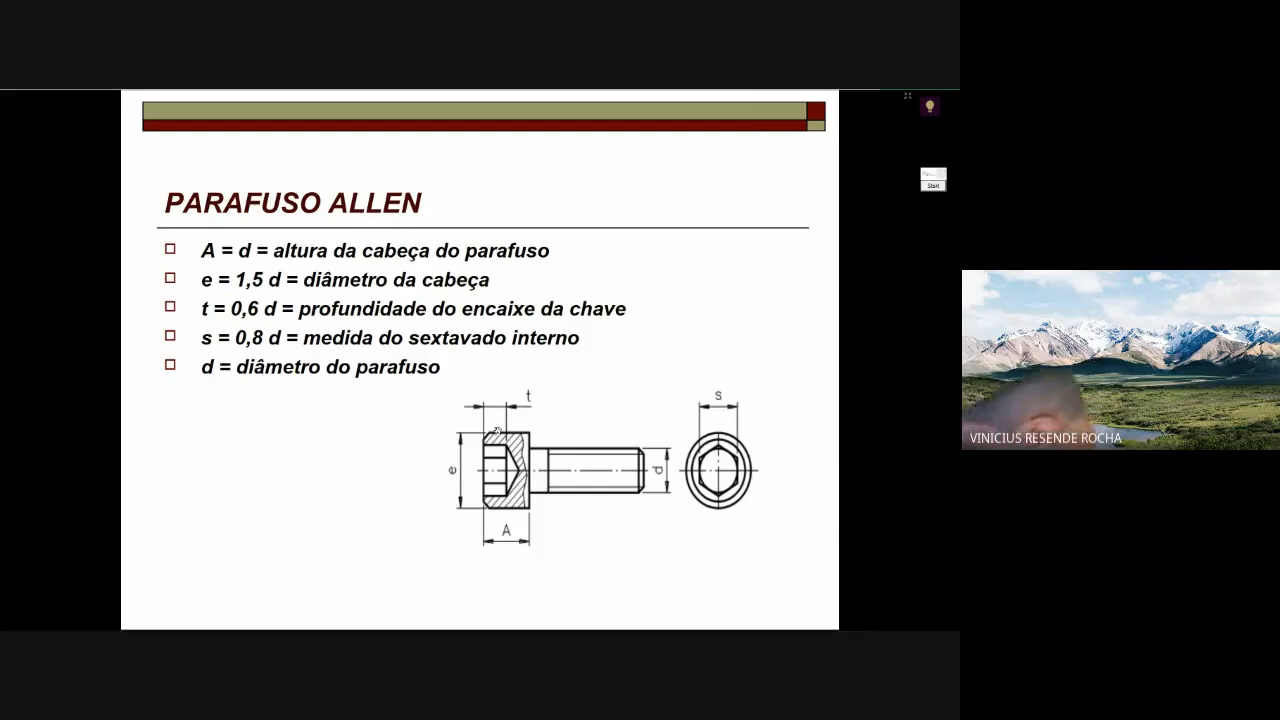 PARAFUSO ALLEN
A = d = altura da cabeça do parafuso
e = 1,5 d = diâmetro da cabeça
t = 0,6 d = profundidade do encaixe da chave
s = 0,8 d = medida do sextavado interno
d = diâmetro do parafuso
t
s
e
d
A
Start
VINICIUS RESENDE ROCHA